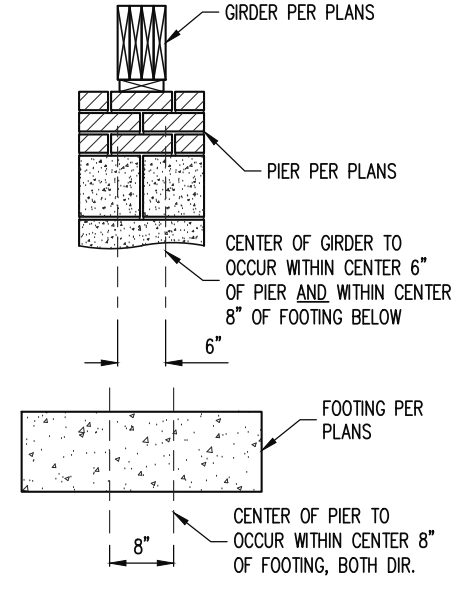 GIRDER PER PLANS
PIER PER PLANS
CENTER OF GIRDER TO
OCCUR WITHIN CENTER 6"
OF PIER AND WITHIN CENTER
8" OF FOOTING BELOW
6"
FOOTING PER
PLANS
CENTER OF PIER TO
OCCUR WITHIN CENTER 8"
OF FOOTING, BOTH DIR.
8"